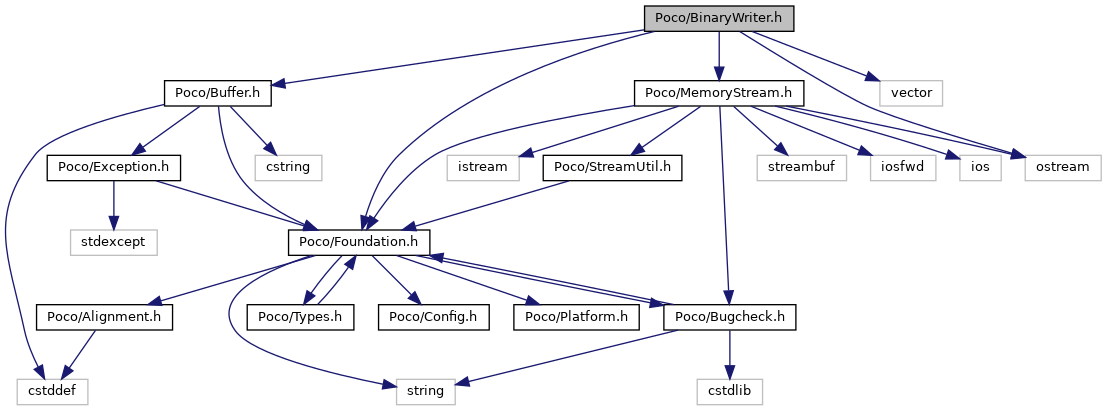 Poco/BinaryWriter.h
Poco/Buffer.h
Poco/MemoryStream.h
vector
Poco/Exception.h
cstring
istream
Poco/StreamUtil.h
streambuf
iosfwd
ios
ostream
stdexcept
Poco/Foundation.h
Poco/Alignment.h
Poco/Types.h
Poco/Config.h
Poco/Platform.h
Poco/Bugcheck.h
cstddef
string
cstdlib